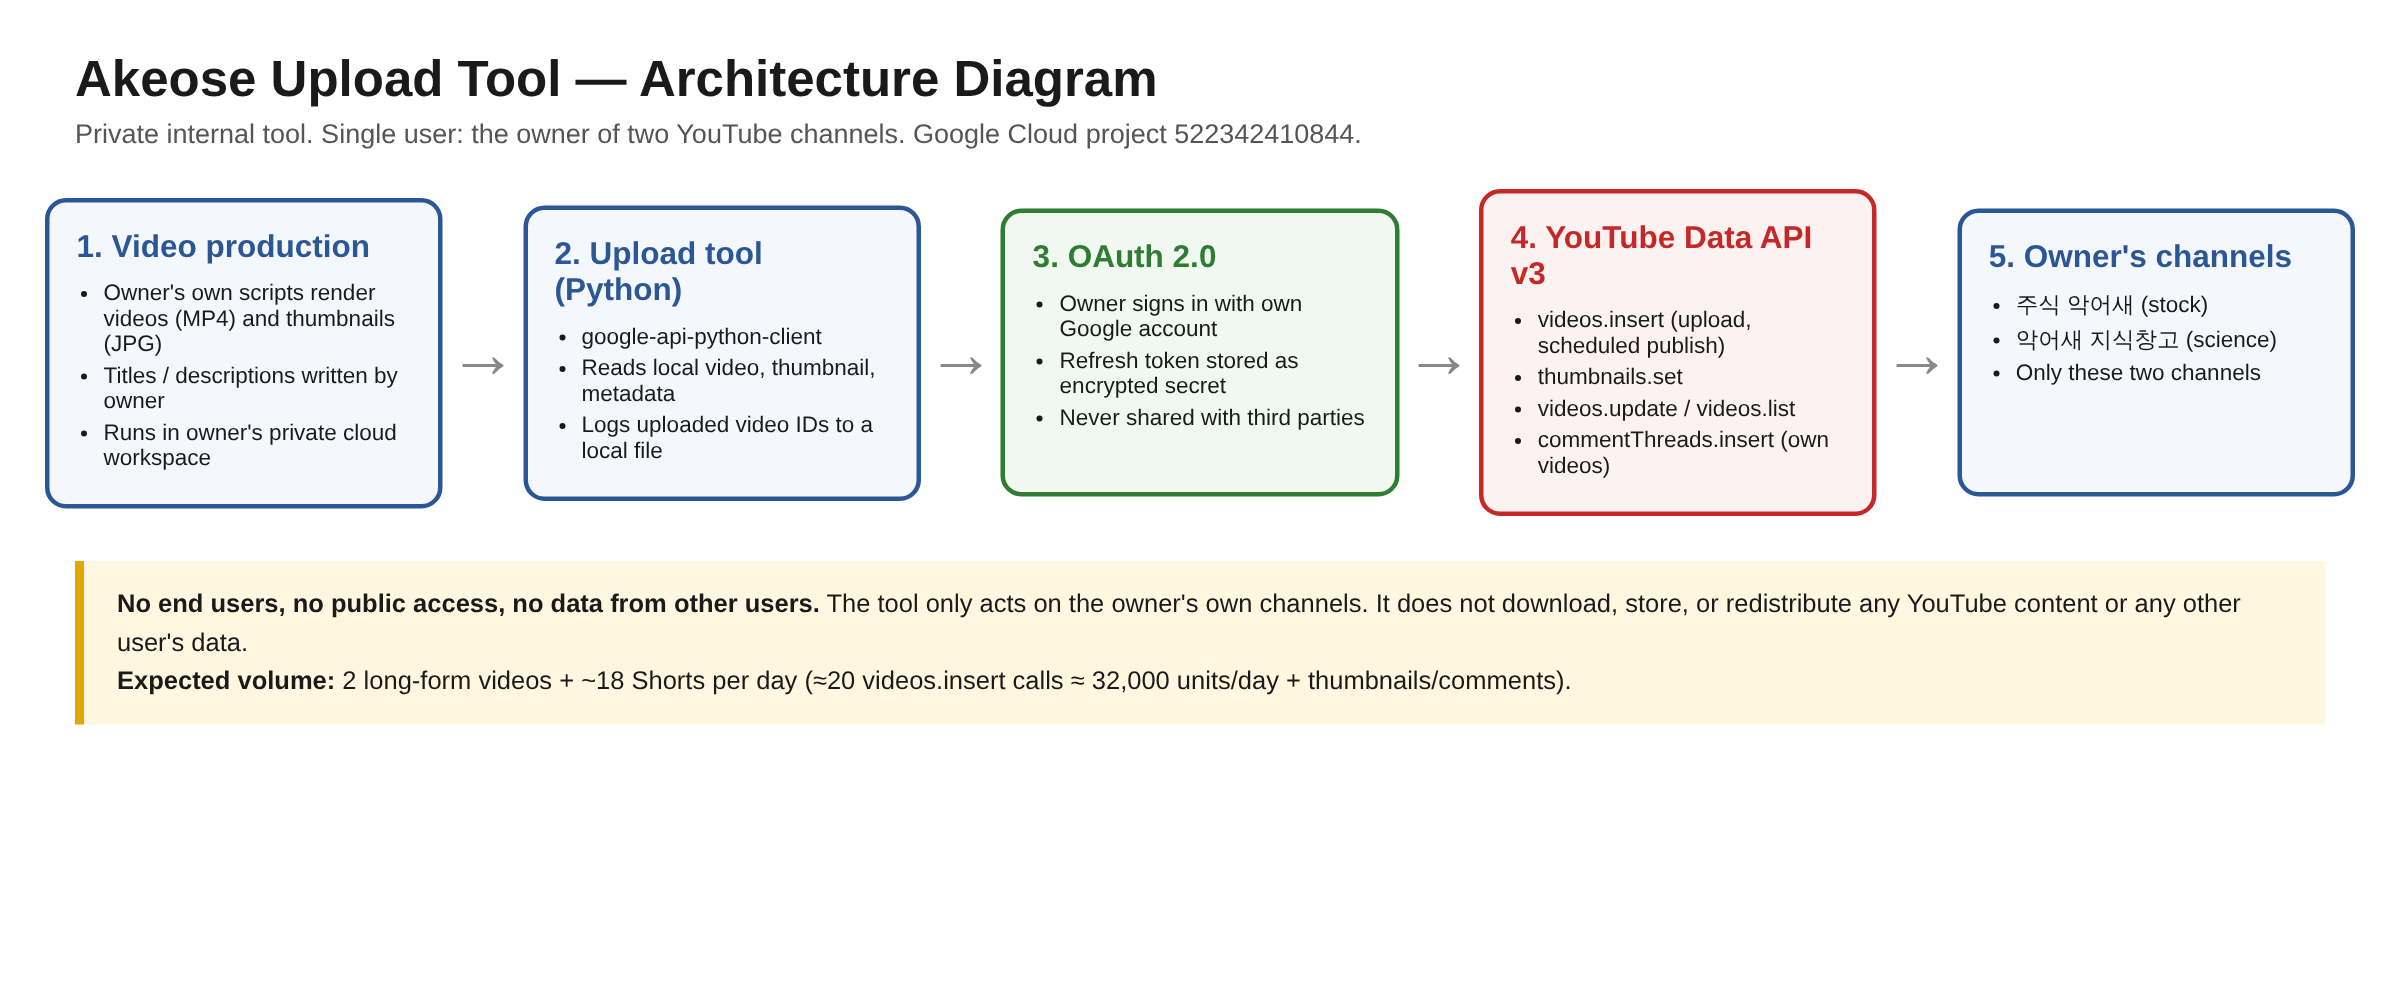 Akeose Upload Tool — Architecture Diagram
Private internal tool. Single user: the owner of two YouTube channels. Google Cloud project 522342410844.
1. Video production
• Owner's own scripts render
videos (MP4) and thumbnails
(JPG)
• Titles / descriptions written by
owner
• Runs in owner's private cloud
workspace
→
2. Upload tool
(Python)
• google-api-python-client
• Reads local video, thumbnail,
metadata
• Logs uploaded video IDs to a
local file
→
3. OAuth 2.0
• Owner signs in with own
Google account
• Refresh token stored as
encrypted secret
• Never shared with third parties
→
4. YouTube Data API
v3
• videos.insert (upload,
scheduled publish)
• thumbnails.set
• videos.update / videos.list
• commentThreads.insert (own
videos)
→
5. Owner's channels
• 주식 악어새 (stock)
• 악어새 지식창고 (science)
• Only these two channels
No end users, no public access, no data from other users. The tool only acts on the owner's own channels. It does not download, store, or redistribute any YouTube content or any other
user's data.
Expected volume: 2 long-form videos + ~18 Shorts per day (≈20 videos.insert calls ≈ 32,000 units/day + thumbnails/comments).